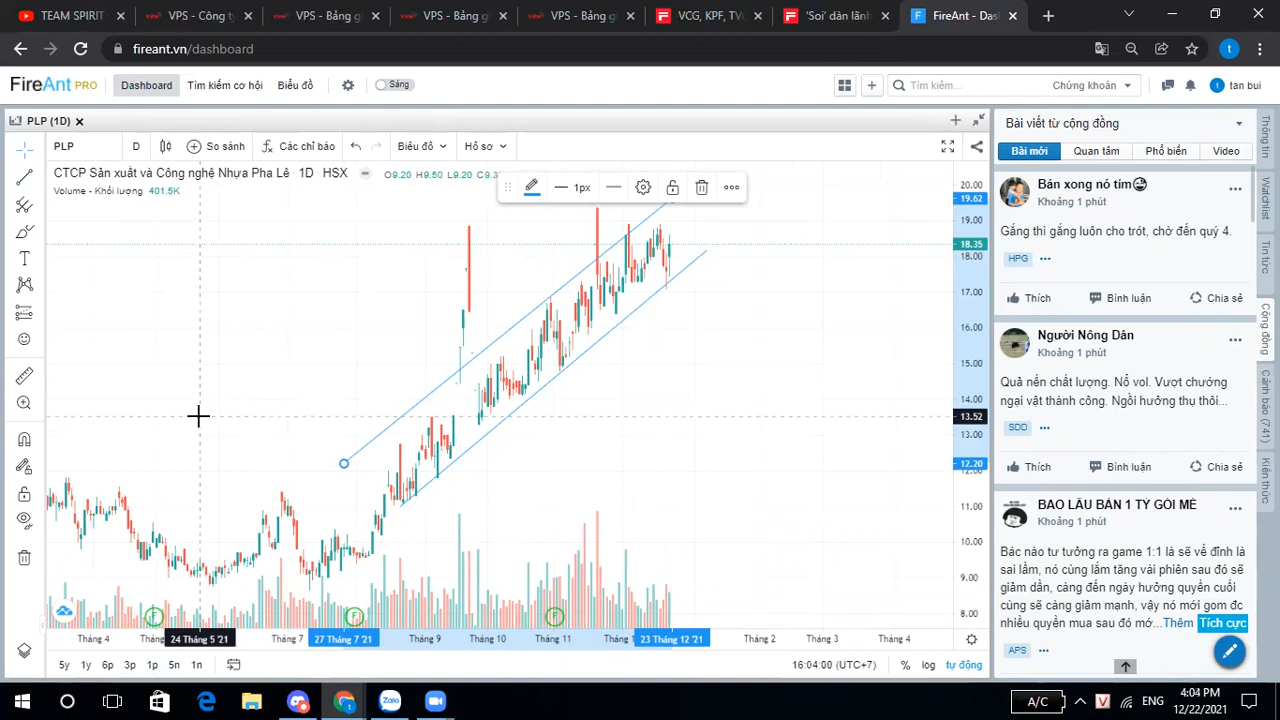 TEAM SPIRIT
VPS - Công ty
VPS - Bảng g
VPS - Bảng g
VPS - Bảng g
VCG, KPF, TV
'Soi' dàn lãnh
FireAnt - Das
fireant.vn/dashboard
t
FireAnt PRO
Dashboard
Tìm kiếm cơ hội
Biểu đồ
Sáng
Tìm kiếm...
Chứng khoán
t
tan bui
PLP (1D)
PLP
D
So sánh
Các chỉ báo
Biểu đồ
Hồ sơ
CTCP Sản xuất và Công nghệ Nhựa Pha Lê
1D
HSX
O9.20 H9.50 L9.20
Volume - Khối lượng 401.5K
1px
20.00
19.62
19.00
18.35
18.00
17.00
16.00
15.00
14.00
13.52
13.00
12.20
11.00
10.00
9.00
8.00
F
F
F
Tháng 4
24 Tháng 5 '21
Tháng 7
27 Tháng 7 '21
Tháng 9
Tháng 10
Tháng 11
23 Tháng 12 '21
Tháng 2
Tháng 3
Tháng 4
5y
1y
6p
3p
1p
5n
1n
16:04:00 (UTC+7)
%
log
tự động
Bài viết từ cộng đồng
Bài mới
Quan tâm
Phổ biến
Video
Bán xong nó tím
Khoảng 1 phút
Gắng thì gắng luôn cho trót, chờ đến quý 4.
HPG
Thích
Bình luận
Chia sẻ
Người Nông Dân
Khoảng 1 phút
Quả nến chất lượng. Nổ vol. Vượt chướng
ngại vật thành công. Ngồi hưởng thụ thôi...
SDD
Thích
Bình luận
Chia sẻ
BAO LÂU BÁN 1 TỶ GÓI MÈ
Khoảng 1 phút
Bác nào tư tưởng ra game 1:1 là sẽ về đỉnh là
sai lầm, nó cùng lắm tăng vài phiên sau đó sẽ
giảm dần, càng đến ngày hưởng quyền cuối
cùng sẽ càng giảm mạnh, vậy nó mới gom đc
nhiều quyền mua sau đó mớ...Thêm Tích cực
APS
Thông tin
Watchlist
Tin tức
Cộng đồng
Cảnh báo (741)
Kiến thức
A/C
V
ENG
4:04 PM
12/22/2021